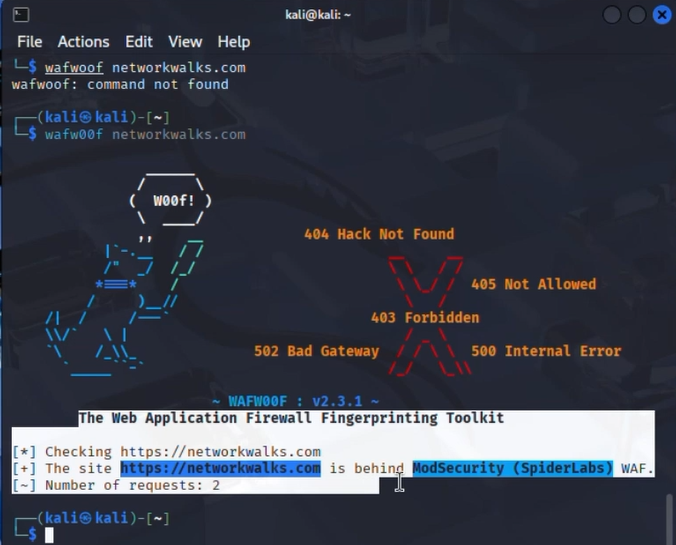 kali@kali: ~
File Actions Edit View Help
└─$ wafwoof networkwalks.com
wafwoof: command not found
┌──(kali㉿kali)-[~]
└─$ wafw00f networkwalks.com
( W00f! )
404 Hack Not Found
405 Not Allowed
403 Forbidden
502 Bad Gateway 500 Internal Error
~ WAFW00F : v2.3.1 ~
The Web Application Firewall Fingerprinting Toolkit
[*] Checking https://networkwalks.com
[+] The site https://networkwalks.com is behind ModSecurity (SpiderLabs) WAF.
[~] Number of requests: 2
┌──(kali㉿kali)-[~]
└─$